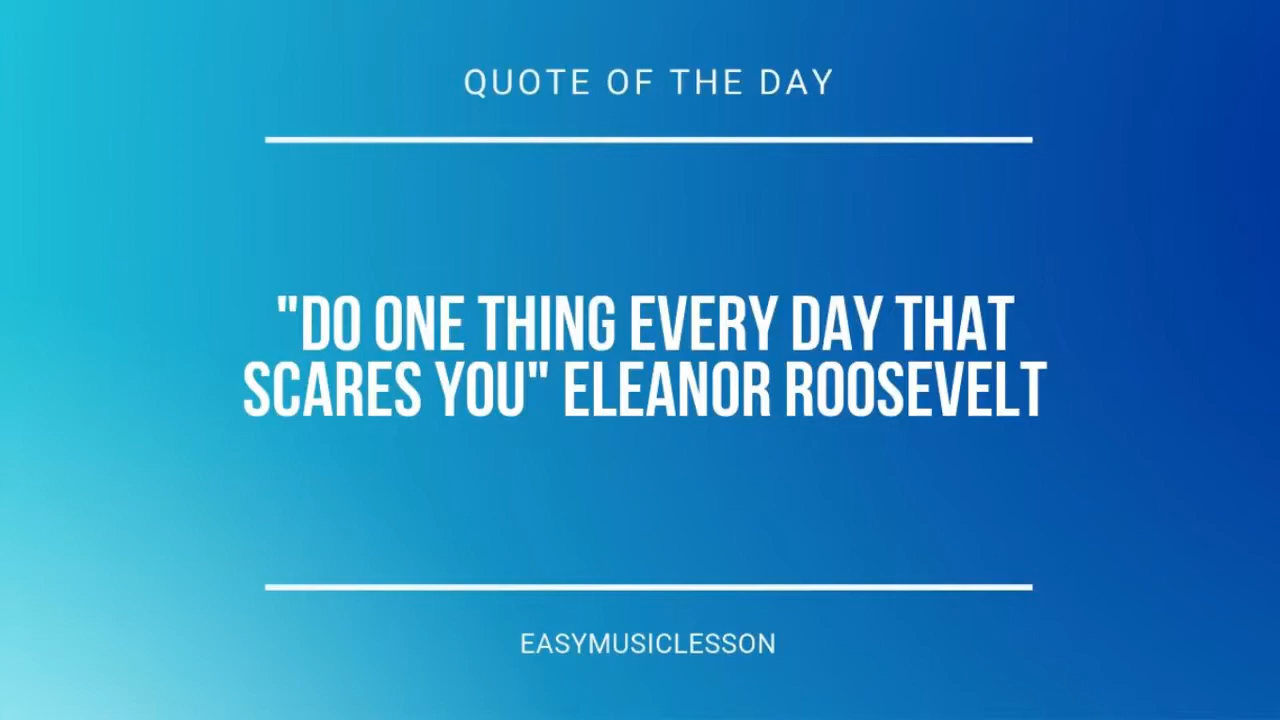 QUOTE OF THE DAY
"DO ONE THING EVERY DAY THAT
SCARES YOU" ELEANOR ROOSEVELT
EASYMUSICLESSON